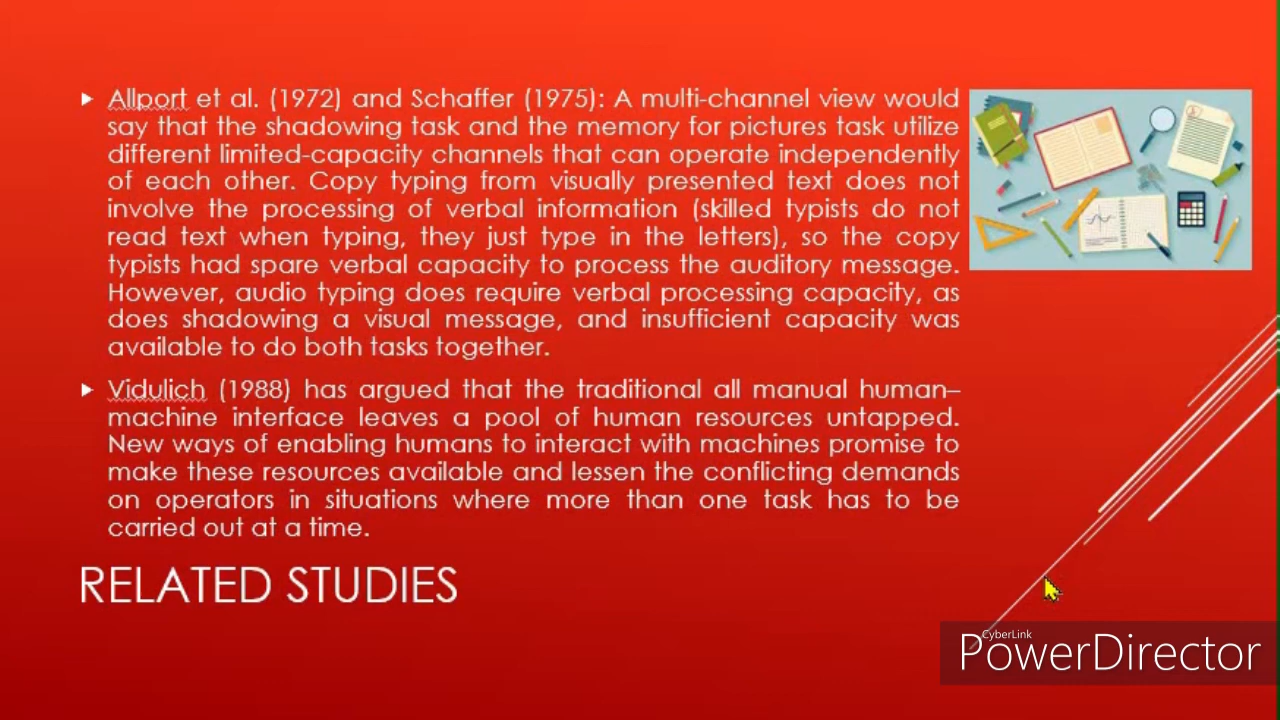 Allport et al. (1972) and Schaffer (1975): A multi-channel view would
say that the shadowing task and the memory for pictures task utilize
different limited-capacity channels that can operate independently
of each other. Copy typing from visually presented text does not
involve the processing of verbal information (skilled typists do not
read text when typing, they just type in the letters), so the copy
typists had spare verbal capacity to process the auditory message.
However, audio typing does require verbal processing capacity, as
does shadowing a visual message, and insufficient capacity was
available to do both tasks together.
Vidulich (1988) has argued that the traditional all manual human–
machine interface leaves a pool of human resources untapped.
New ways of enabling humans to interact with machines promise to
make these resources available and lessen the conflicting demands
on operators in situations where more than one task has to be
carried out at a time.
RELATED STUDIES
CyberLink
PowerDirector